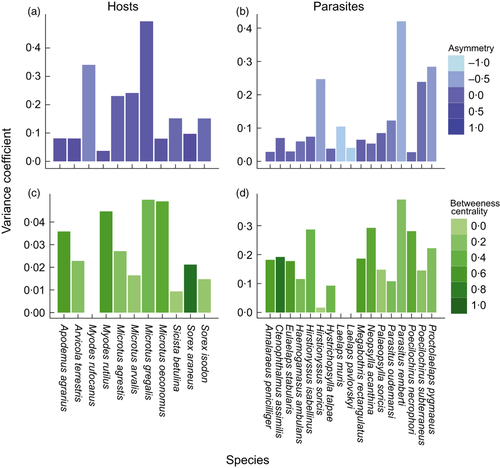 Hosts
Parasites
(a)
(b)
Asymmetry
−1·0
−0·5
0·0
0·5
1·0
0·4
0·3
0·2
0·1
0·0
0·4
0·3
0·2
0·1
0·0
Variance coefficient
(c)
(d)
Betweeness
centrality
0·0
0·2
0·4
0·6
0·8
1·0
0·04
0·03
0·02
0·01
0·00
0·3
0·2
0·1
0·0
Apodemus agrarius
Arvicola terrestris
Myodes rufocanus
Myodes rutilus
Microtus agrestis
Microtus arvalis
Microtus gregalis
Microtus oeconomus
Sicista betulina
Sorex araneus
Sorex isodon
Amalaraeus penicilliger
Ctenophthalmus assimilis
Eulaelaps stabularis
Haemogamasus ambulans
Hirstionyssus isabellinus
Hirstionyssus soricis
Hystrichopsylla talpae
Laelaps muris
Laelaps pavlovskyi
Megabothris rectangulatus
Neopsylla acanthina
Palaeopsylla soricis
Parasitus oudemansi
Parasitus remberti
Poecilochirus necrophori
Poecilochirus subterraneus
Proctolaelaps pygmaeus
Species